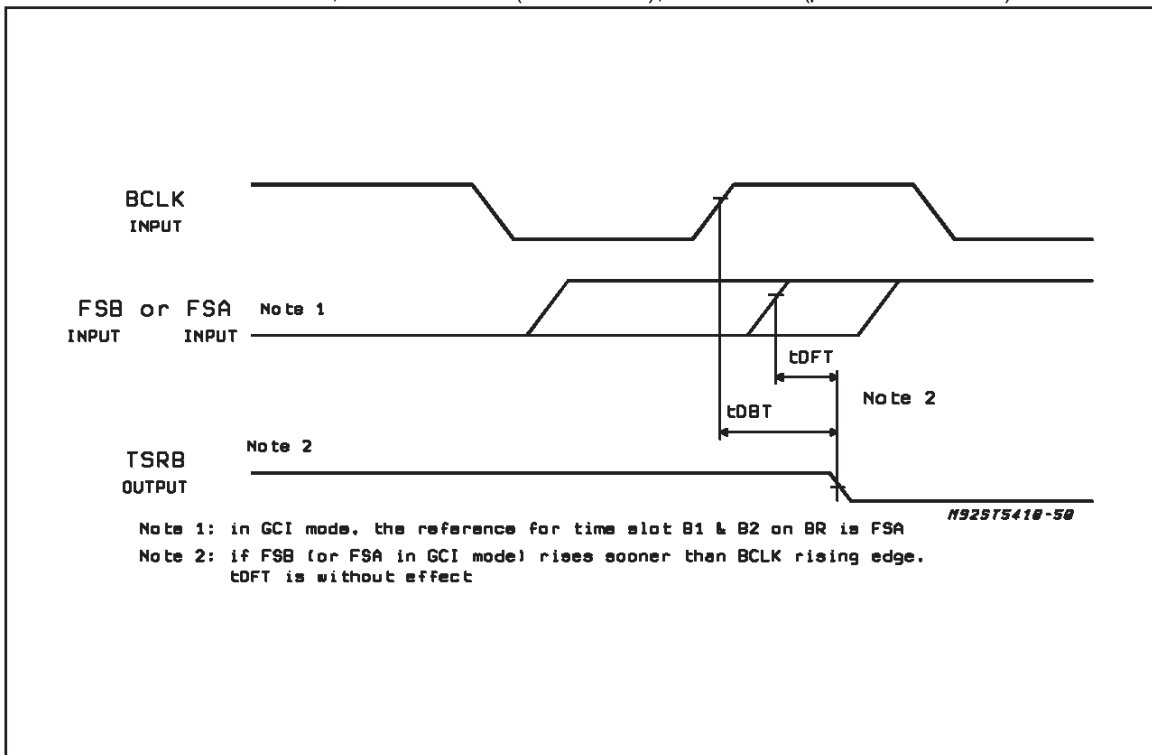 BCLK
INPUT
FSB or FSA Note 1
INPUT INPUT
tDFT
Note 2
tDBT
Note 2
TSRB
OUTPUT
M92ST5410-50
Note 1: in GCI mode, the reference for time slot B1 & B2 on BR is FSA
Note 2: if FSB (or FSA in GCI mode) rises sooner than BCLK rising edge,
tDFT is without effect